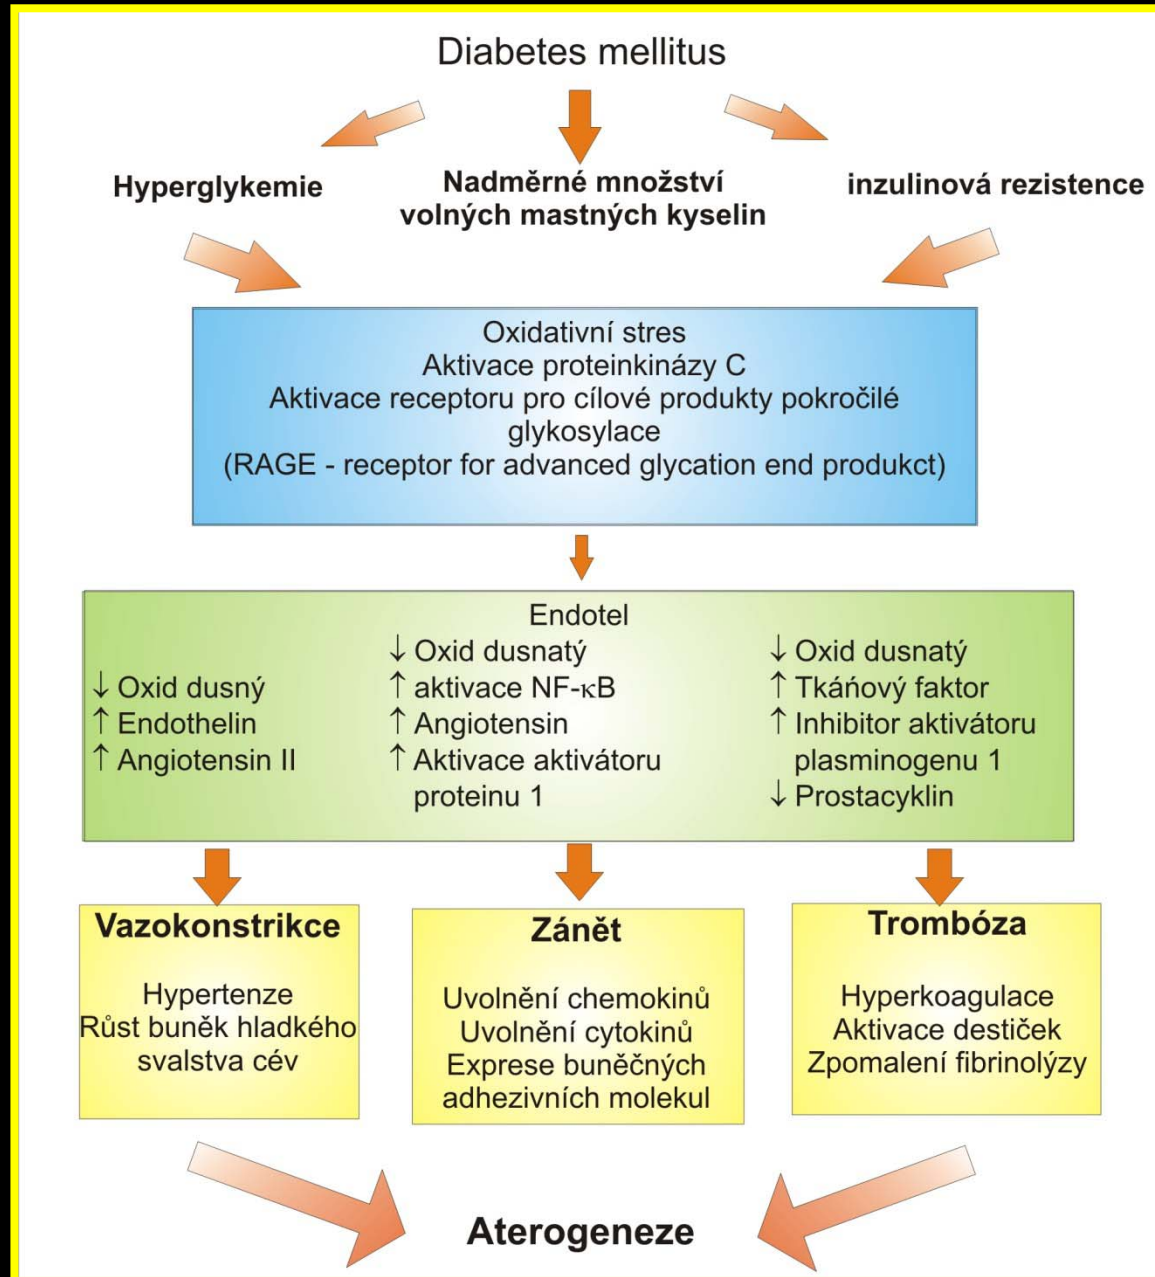 Diabetes mellitus
Hyperglykemie
Nadměrné množství
volných mastných kyselin
inzulinová rezistence
Oxidativní stres
Aktivace proteinkinázy C
Aktivace receptoru pro cílové produkty pokročilé
glykosylace
(RAGE - receptor for advanced glycation end produkct)
Endotel
↓ Oxid dusný
↑ Endothelin
↑ Angiotensin II
↓ Oxid dusnatý
↑ aktivace NF-κB
↑ Angiotensin
↑ Aktivace aktivátoru
proteinu 1
↓ Oxid dusnatý
↑ Tkáňový faktor
↑ Inhibitor aktivátoru
plasminogenu 1
↓ Prostacyklin
Vazokonstrikce
Hypertenze
Růst buněk hladkého
svalstva cév
Zánět
Uvolnění chemokinů
Uvolnění cytokinů
Exprese buněčných
adhezivních molekul
Trombóza
Hyperkoagulace
Aktivace destiček
Zpomalení fibrinolýzy
Aterogeneze